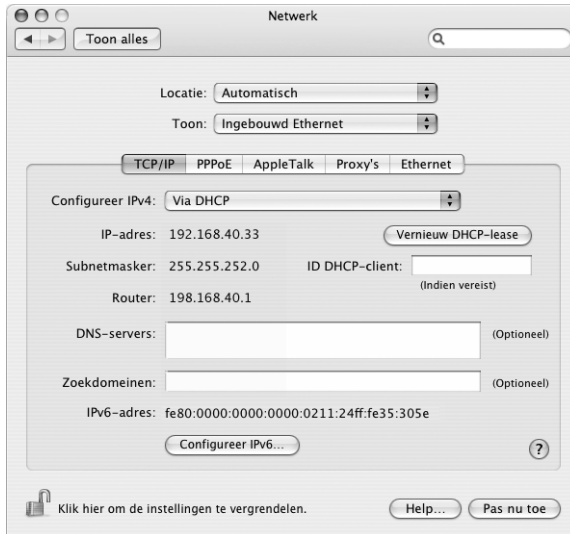 Netwerk
Toon alles
Locatie: Automatisch
Toon: Ingebouwd Ethernet
TCP/IP PPPoE AppleTalk Proxy's Ethernet
Configureer IPv4: Via DHCP
IP-adres: 192.168.40.33 Vernieuw DHCP-lease
Subnetmasker: 255.255.252.0 ID DHCP-client:
(Indien vereist)
Router: 198.168.40.1
DNS-servers: (Optioneel)
Zoekdomeinen: (Optioneel)
IPv6-adres: fe80:0000:0000:0000:0211:24ff:fe35:305e
Configureer IPv6... ?
Klik hier om de instellingen te vergrendelen. Help... Pas nu toe